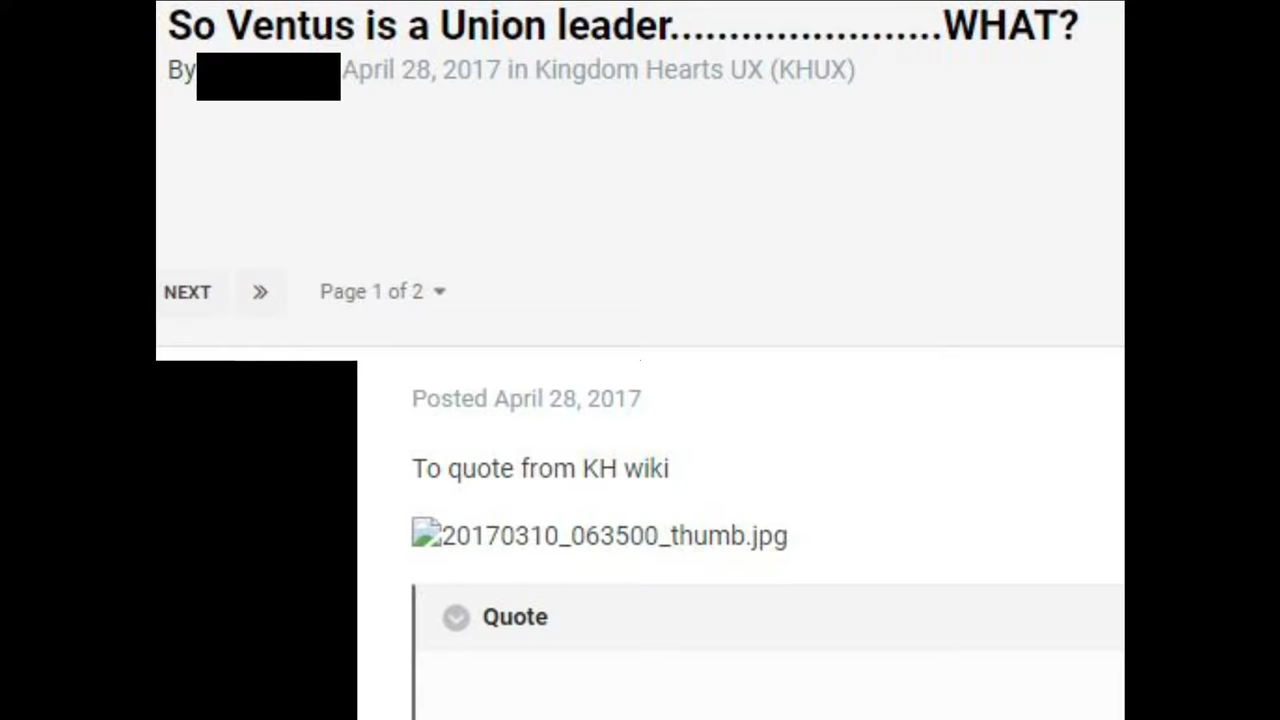 So Ventus is a Union leader......................WHAT?
By April 28, 2017 in Kingdom Hearts UX (KHUX)
NEXT » Page 1 of 2
Posted April 28, 2017
To quote from KH wiki
20170310_063500_thumb.jpg
Quote